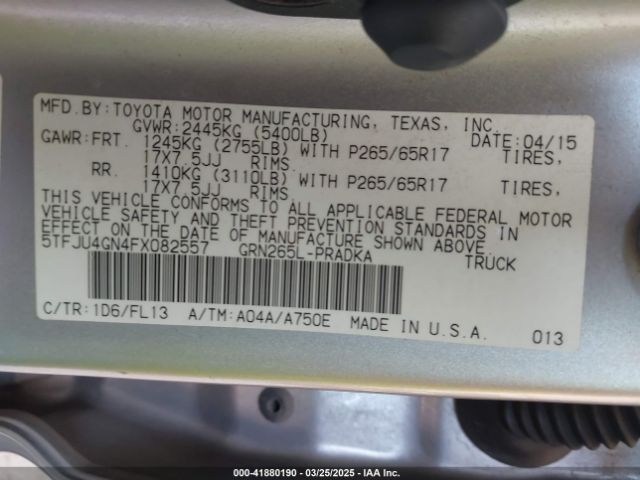 MFD.BY:TOYOTA MOTOR MANUFACTURING, TEXAS, INC.
GVWR:2445KG (5400LB) DATE:04/15
GAWR:FRT. 1245KG (2755LB) WITH P265/65R17 TIRES,
17X7.5JJ RIMS
RR. 1410KG (3110LB) WITH P265/65R17 TIRES,
17X7.5JJ RIMS
THIS VEHICLE CONFORMS TO ALL APPLICABLE FEDERAL MOTOR
VEHICLE SAFETY AND THEFT PREVENTION STANDARDS IN
EFFECT ON THE DATE OF MANUFACTURE SHOWN ABOVE.
5TFJU4GN4FX082557 GRN265L-PRADKA TRUCK
C/TR:1D6/FL13 A/TM:A04A/A750E MADE IN U.S.A. 013
000-41880190 — 03/25/2025 — IAA Inc.